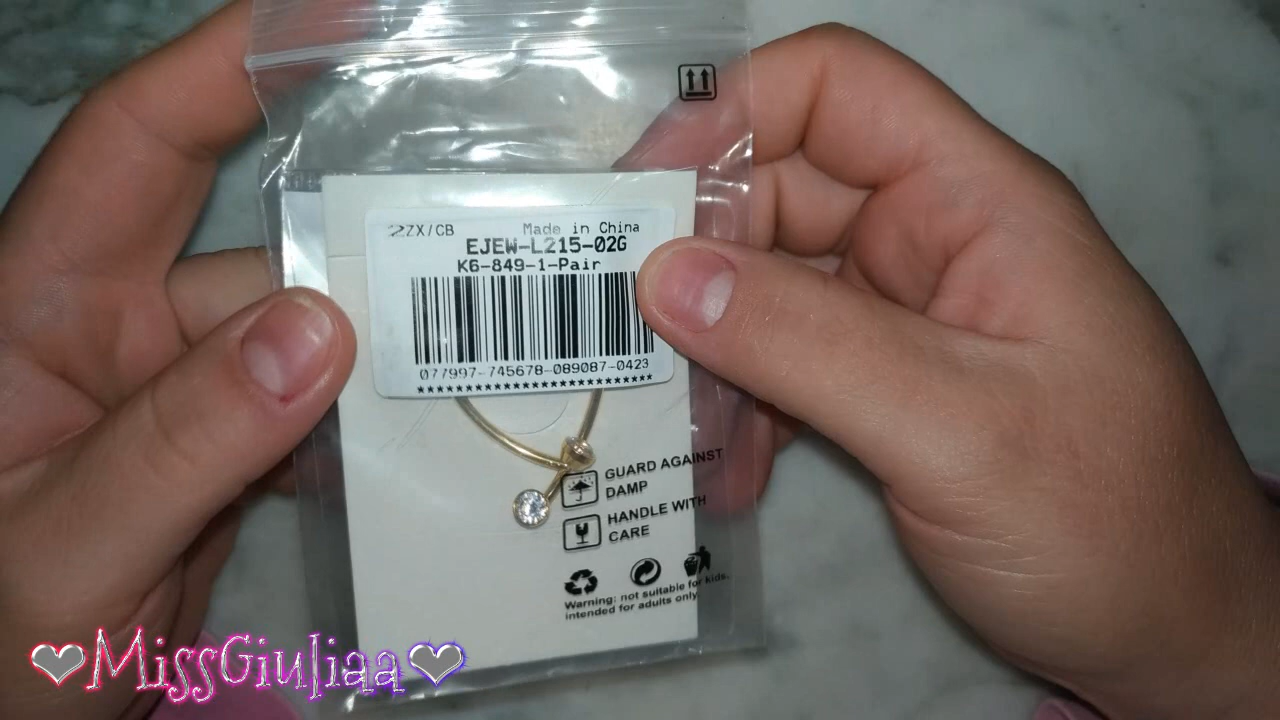 ZZX/CB Made in China
EJEW-L215-02G
K6-849-1-Pair
077997-745678-089087-0423
***************************
GUARD AGAINST
DAMP
HANDLE WITH
CARE
Warning: not suitable for kids.
intended for adults only
❤MissGiuliaa❤